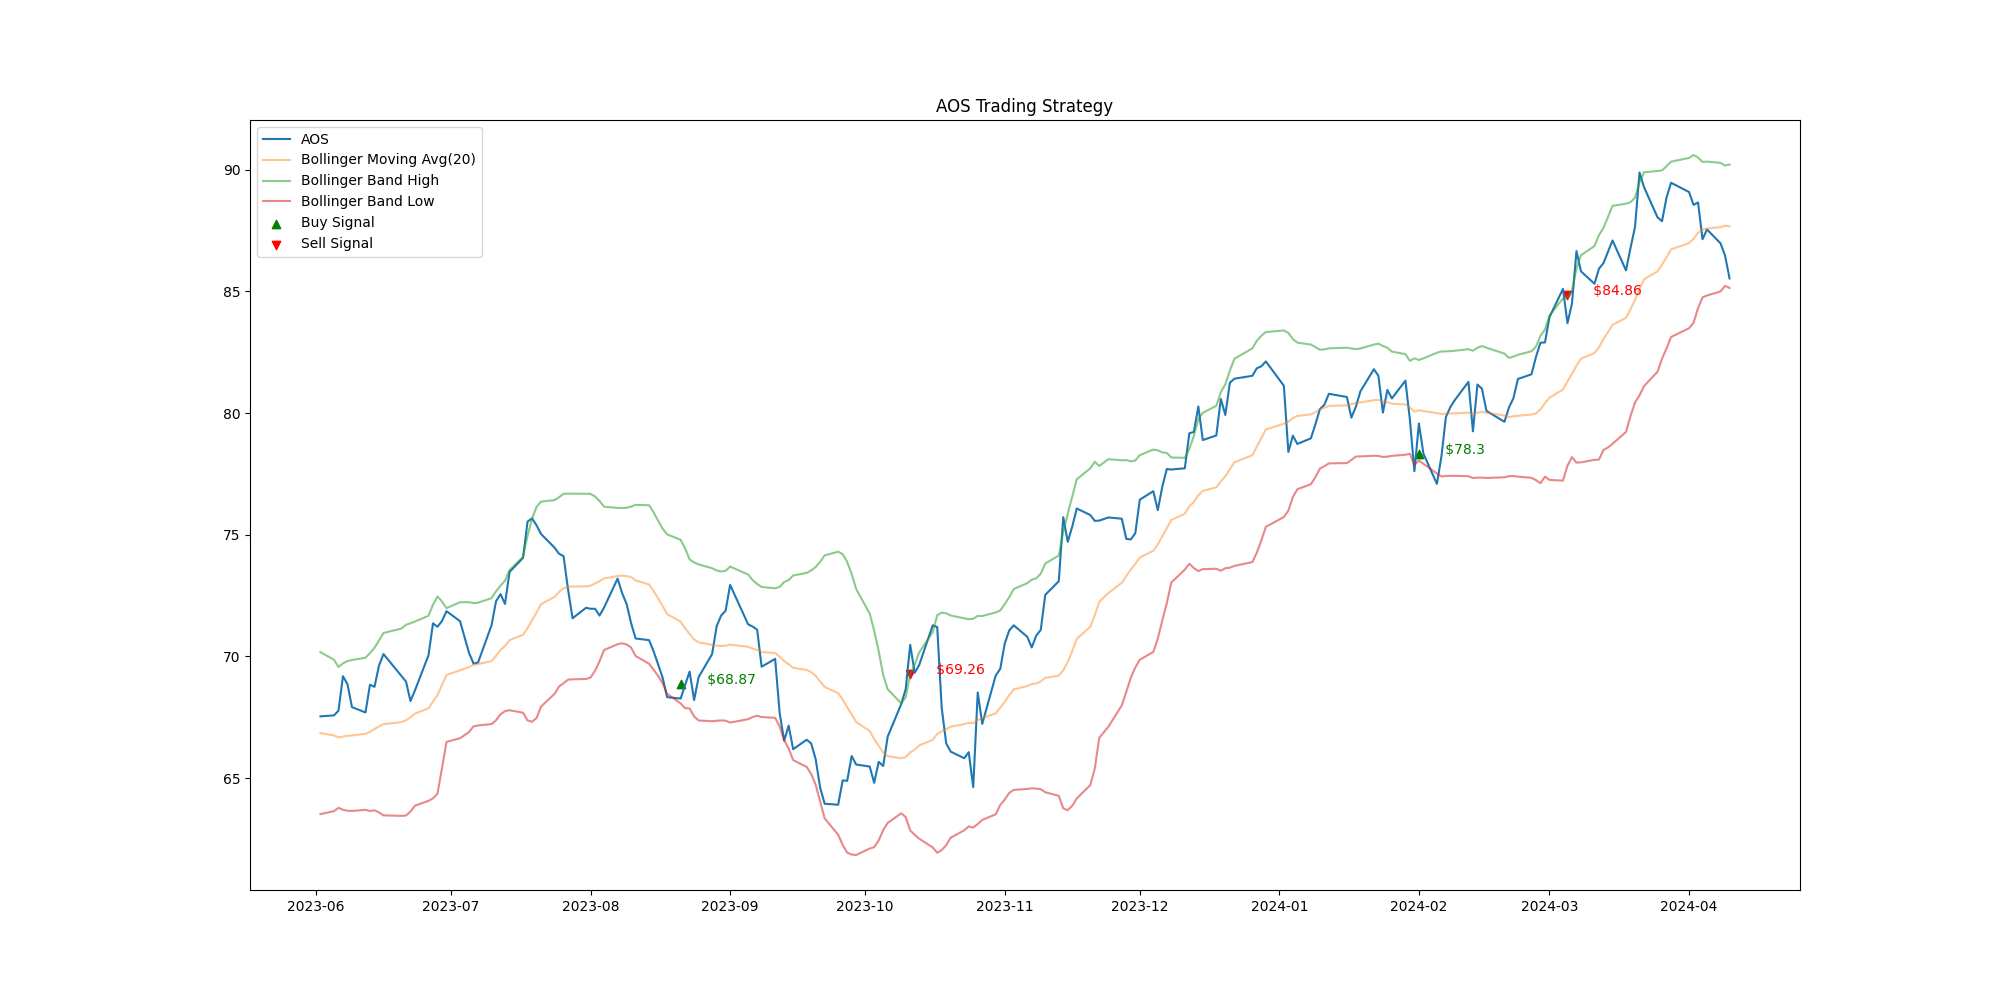 AOS Trading Strategy
AOS
Bollinger Moving Avg(20)
Bollinger Band High
Bollinger Band Low
Buy Signal
Sell Signal
90
85
80
75
70
65
$84.86
$78.3
$69.26
$68.87
2023-06 2023-07 2023-08 2023-09 2023-10 2023-11 2023-12 2024-01 2024-02 2024-03 2024-04